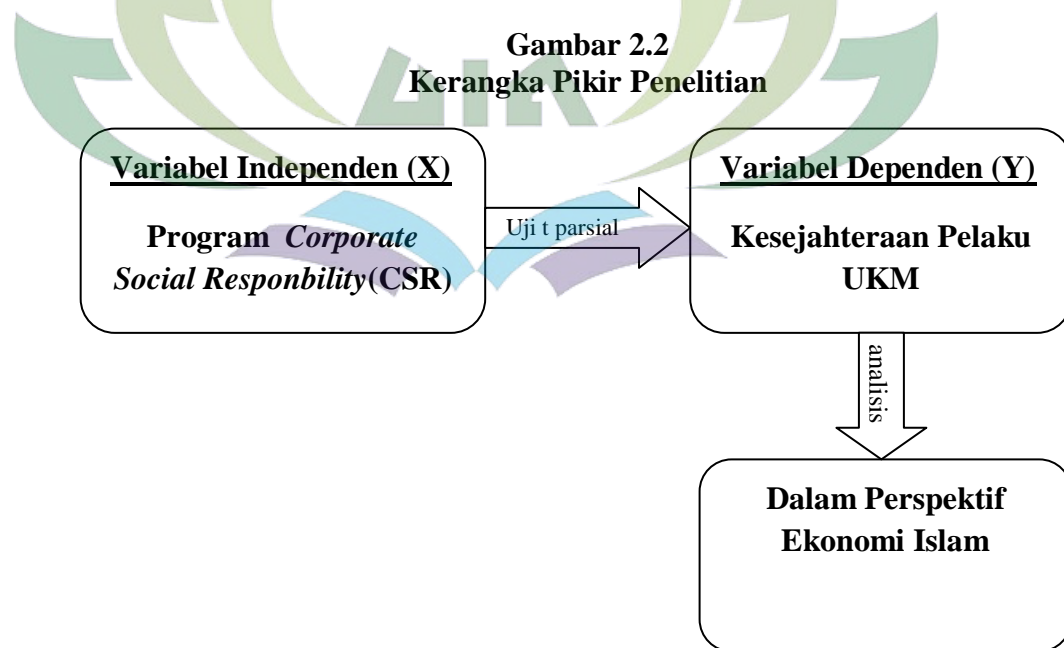 Gambar 2.2
Kerangka Pikir Penelitian
Variabel Independen (X)
Program Corporate
Social Responbility(CSR)
Uji t parsial
Variabel Dependen (Y)
Kesejahteraan Pelaku
UKM
analisis
Dalam Perspektif
Ekonomi Islam